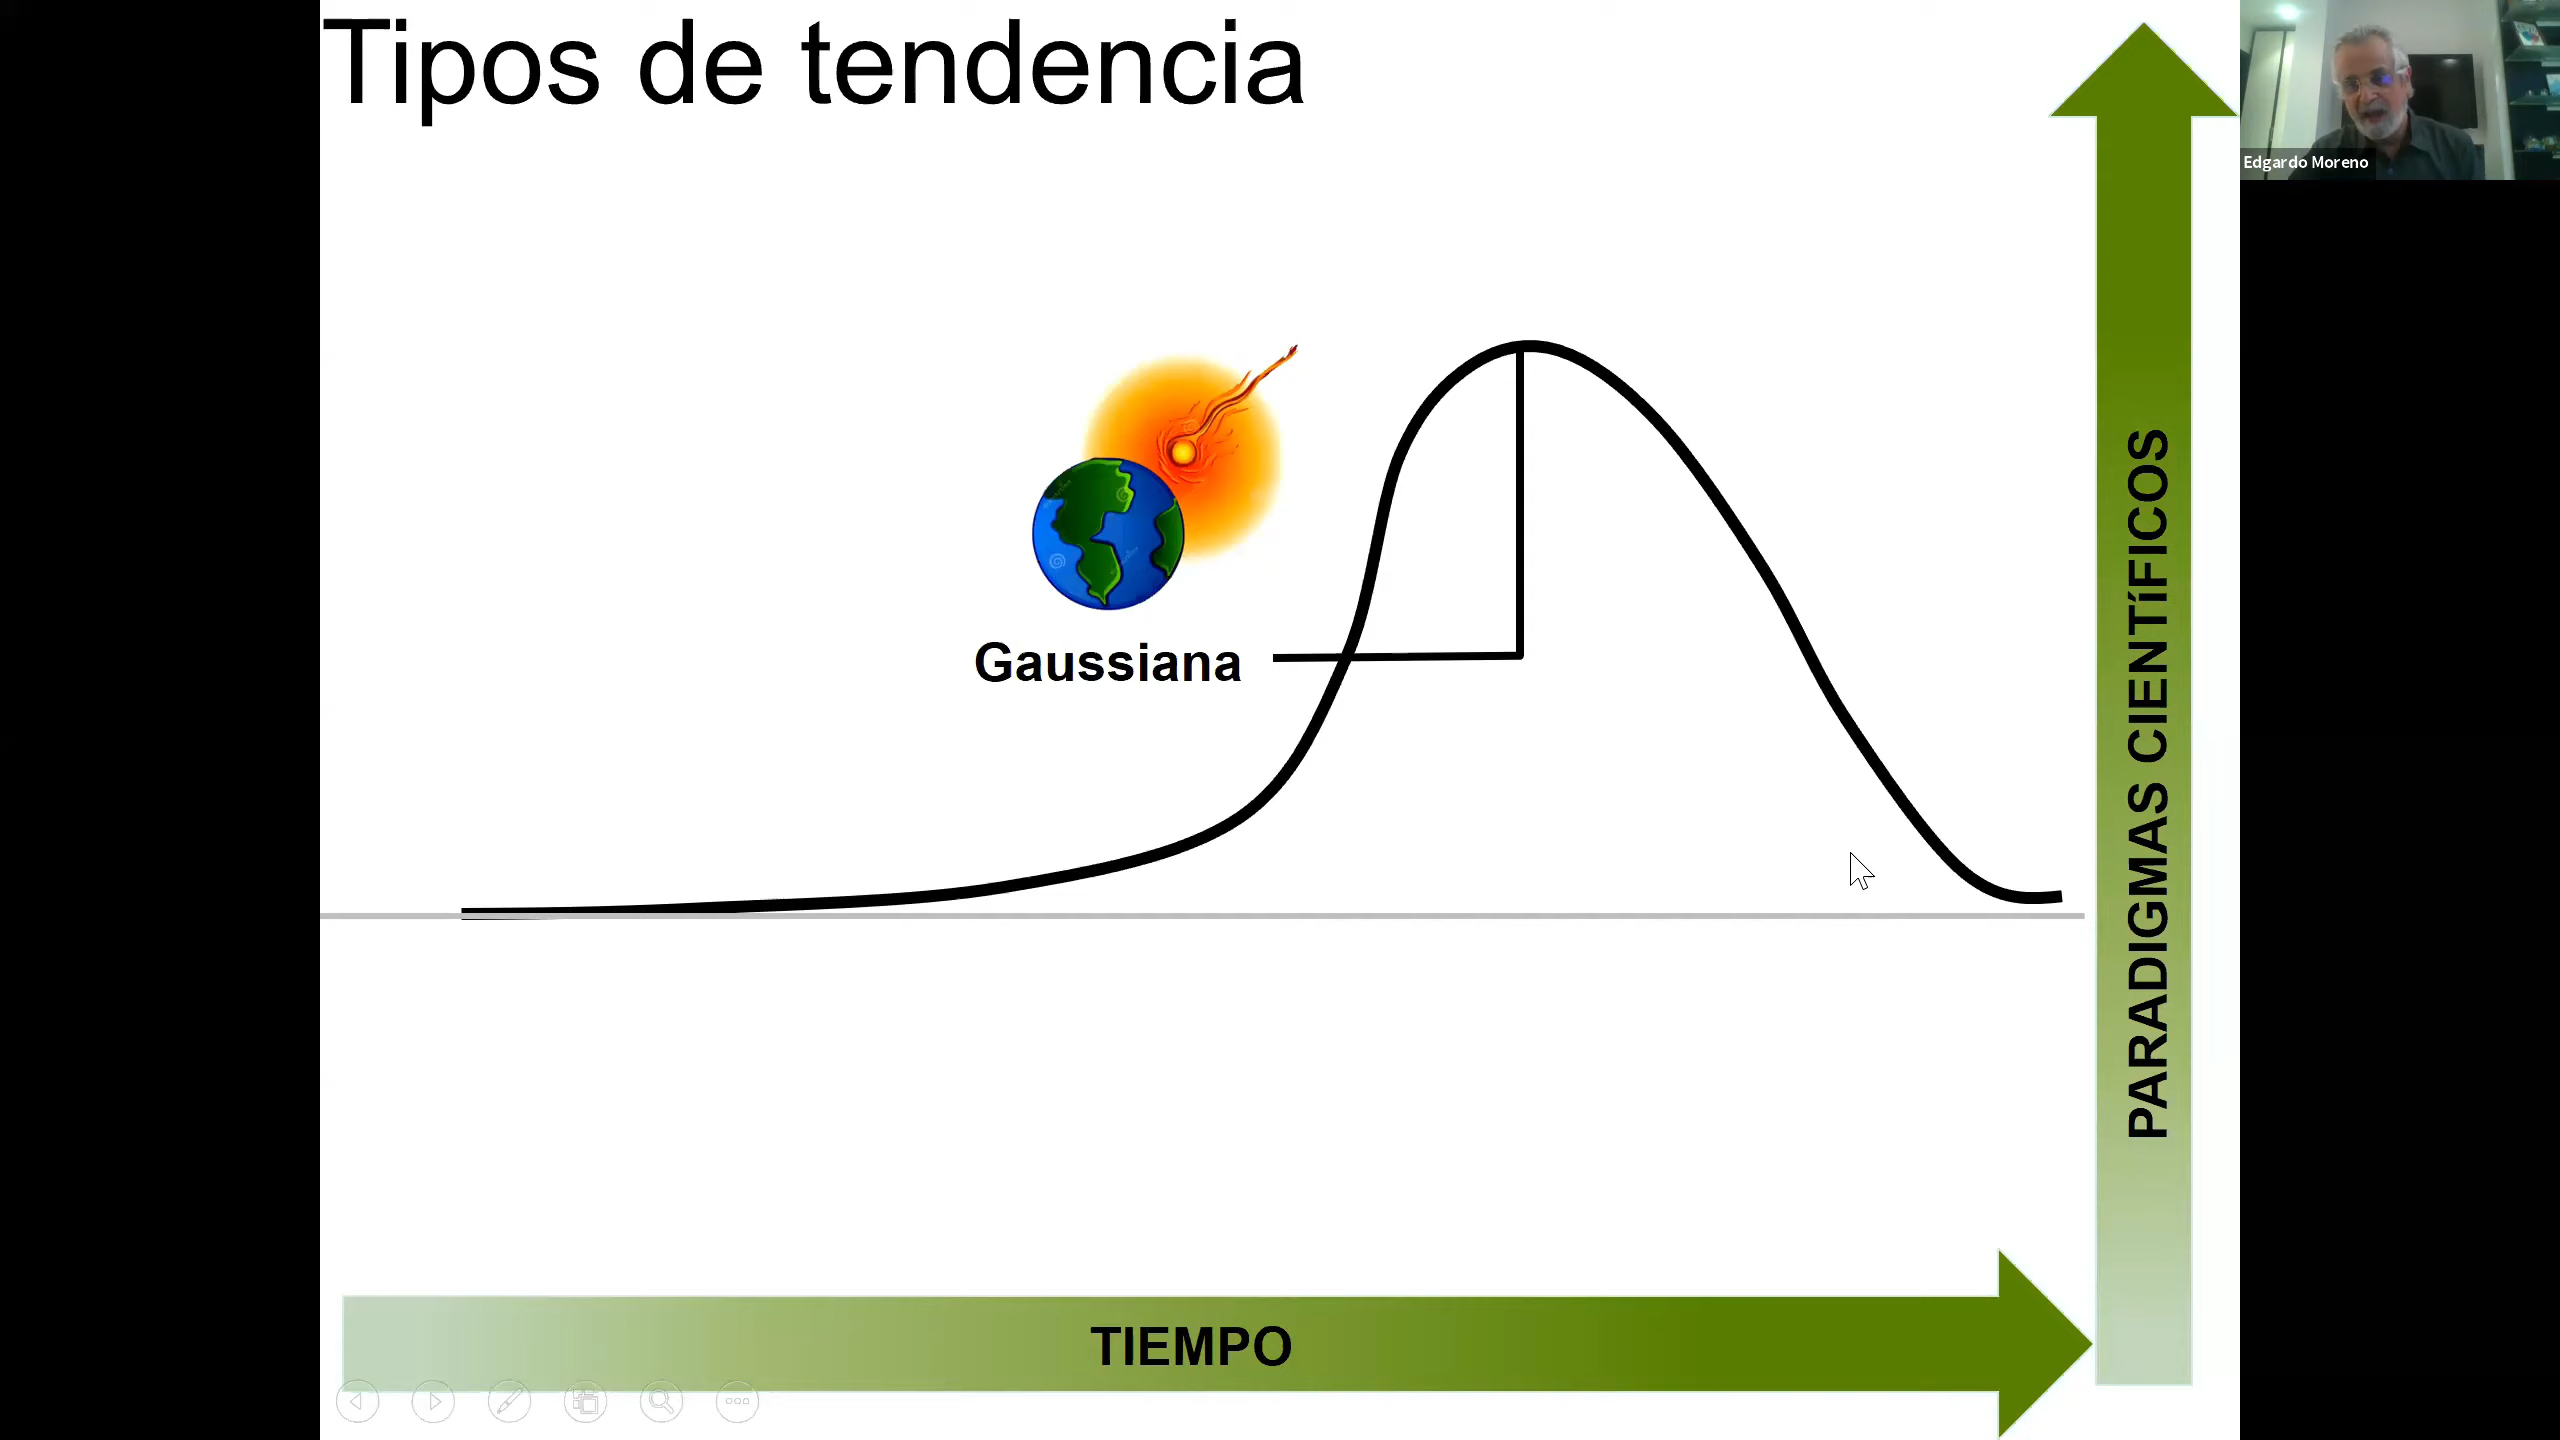 Tipos de tendencia
Edgardo Moreno
Gaussiana
PARADIGMAS CIENTÍFICOS
TIEMPO